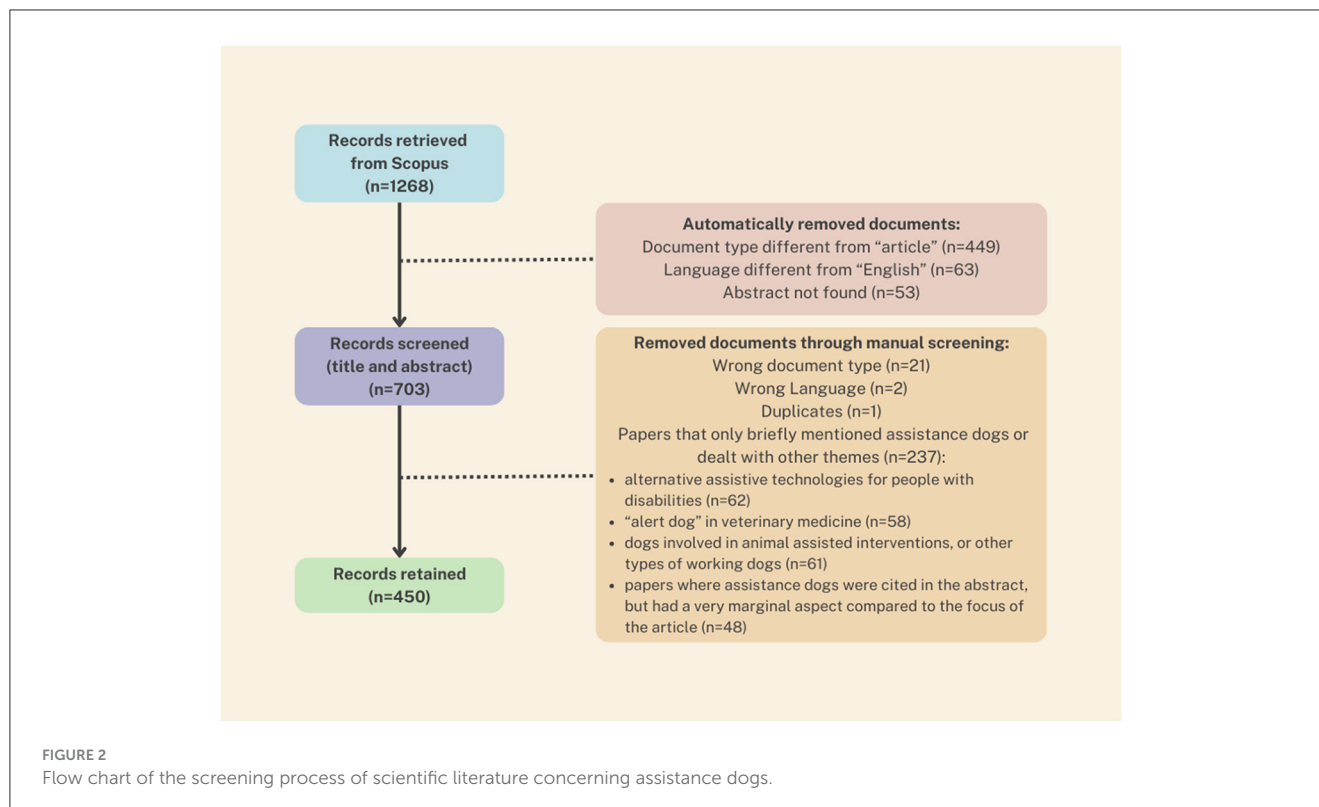 Records retrieved
from Scopus
(n=1268)
Automatically removed documents:
Document type different from “article” (n=449)
Language different from “English” (n=63)
Abstract not found (n=53)
Records screened
(title and abstract)
(n=703)
Removed documents through manual screening:
Wrong document type (n=21)
Wrong Language (n=2)
Duplicates (n=1)
Papers that only briefly mentioned assistance dogs or
dealt with other themes (n=237):
• alternative assistive technologies for people with
disabilities (n=62)
• “alert dog” in veterinary medicine (n=58)
• dogs involved in animal assisted interventions, or other
types of working dogs (n=61)
• papers where assistance dogs were cited in the abstract,
but had a very marginal aspect compared to the focus of
the article (n=48)
Records retained
(n=450)
FIGURE 2
Flow chart of the screening process of scientific literature concerning assistance dogs.